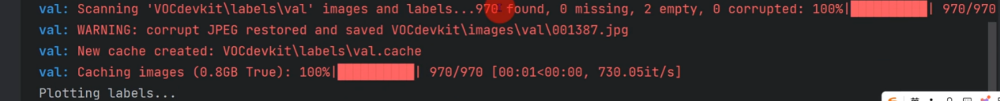 val: Scanning 'VOCdevkit\labels\val' images and labels...970 found, 0 missing, 2 empty, 0 corrupted: 100%|██████████| 970/970
val: WARNING: corrupt JPEG restored and saved VOCdevkit\images\val\001387.jpg
val: New cache created: VOCdevkit\labels\val.cache
val: Caching images (0.8GB True): 100%|██████████| 970/970 [00:01<00:00, 730.05it/s]
Plotting labels...